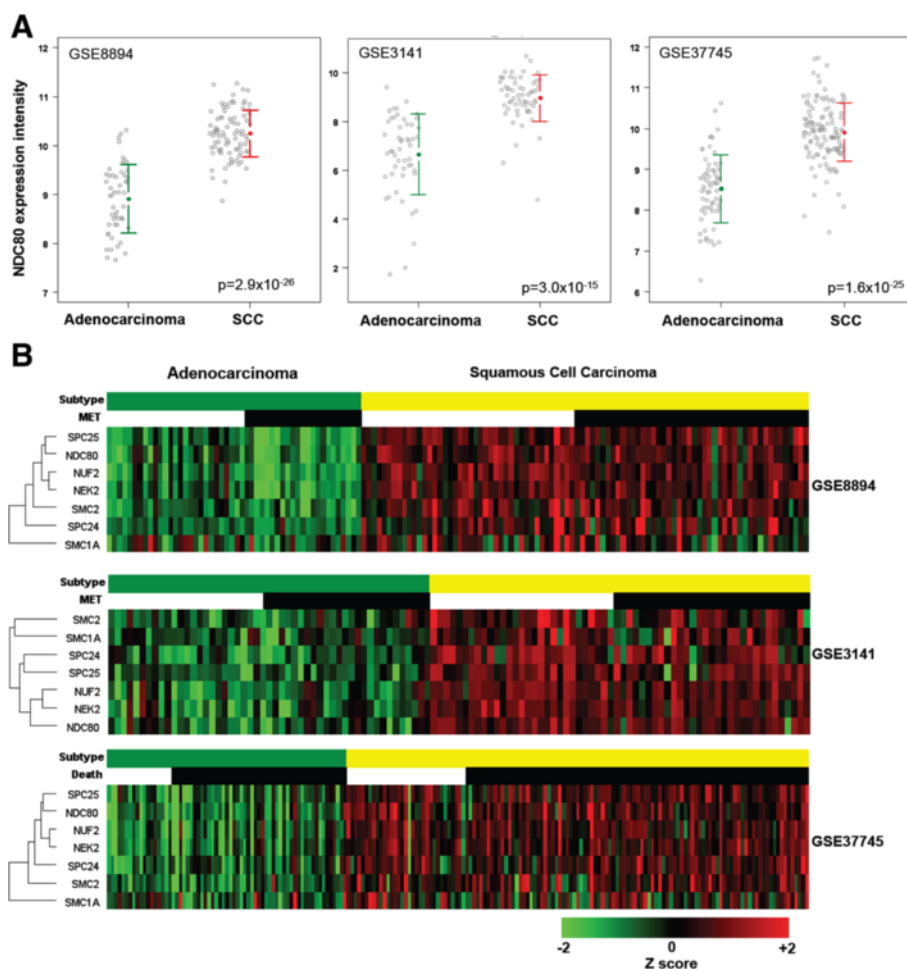 A
GSE8894
GSE3141
GSE37745
NDC80 expression intensity
12
11
10
9
8
7
10
8
6
4
2
12
11
10
9
8
7
6
p=2.9x10-26
p=3.0x10-15
p=1.6x10-25
Adenocarcinoma SCC
Adenocarcinoma SCC
Adenocarcinoma SCC
B
Adenocarcinoma Squamous Cell Carcinoma
Subtype
MET
SPC25
NDC80
NUF2
NEK2
SMC2
SPC24
SMC1A
GSE8894
Subtype
MET
SMC2
SMC1A
SPC24
SPC25
NUF2
NEK2
NDC80
GSE3141
Subtype
Death
SPC25
NDC80
NUF2
NEK2
SPC24
SMC2
SMC1A
GSE37745
-2 0 +2
Z score